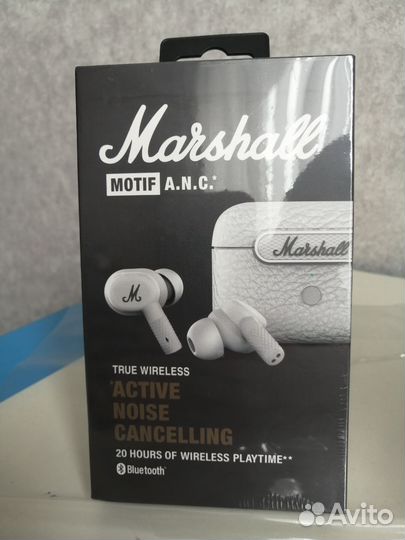 Marshall
MOTIF A.N.C.*
Marshall
M
TRUE WIRELESS
*ACTIVE
NOISE
CANCELLING
20 HOURS OF WIRELESS PLAYTIME**
Bluetooth®
Avito